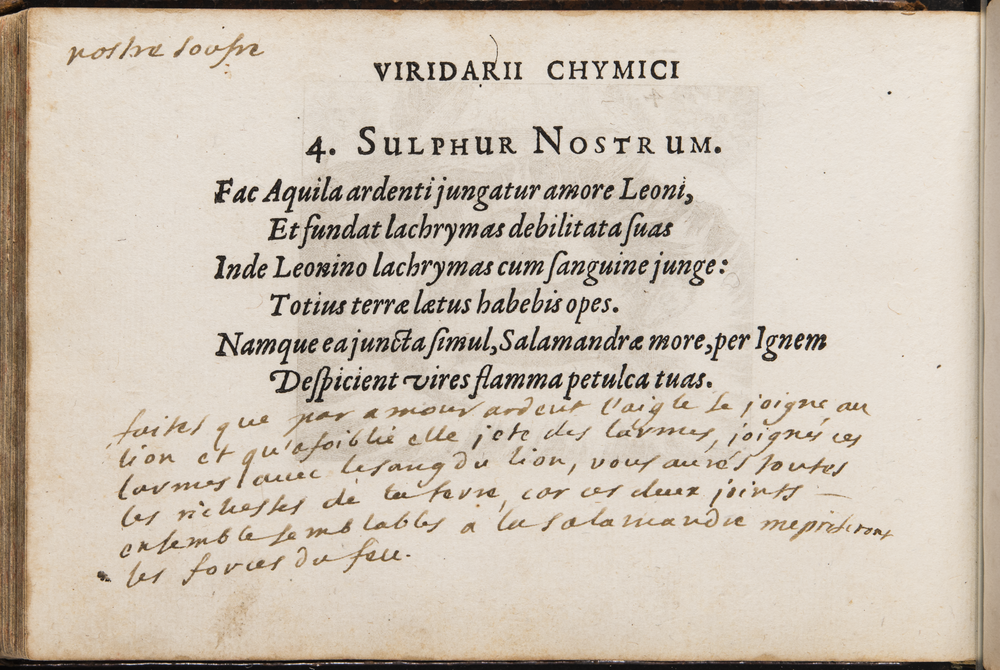 nostre soufre
VIRIDARII CHYMICI
4. SULPHUR NOSTRUM.
Fac Aquila ardenti jungatur amore Leoni,
Et fundat lachrymas debilitata ſuas
Inde Leonino lachrymas cum ſanguine junge:
Totius terræ lætus habebis opes.
Namque ea juncta ſimul, Salamandræ more, per Ignem
Deſpicient vires flamma petulca tuas.
faites que par amour ardent l'aigle se joigne au
lion et qu'afoiblie elle jete des larmes, joignés ces
larmes avec le sang du lion, vous aurés toutes
les richesses de la terre, car ces deux joints
ensemble semblables a la salamandre mepriseront
les forces du feu.